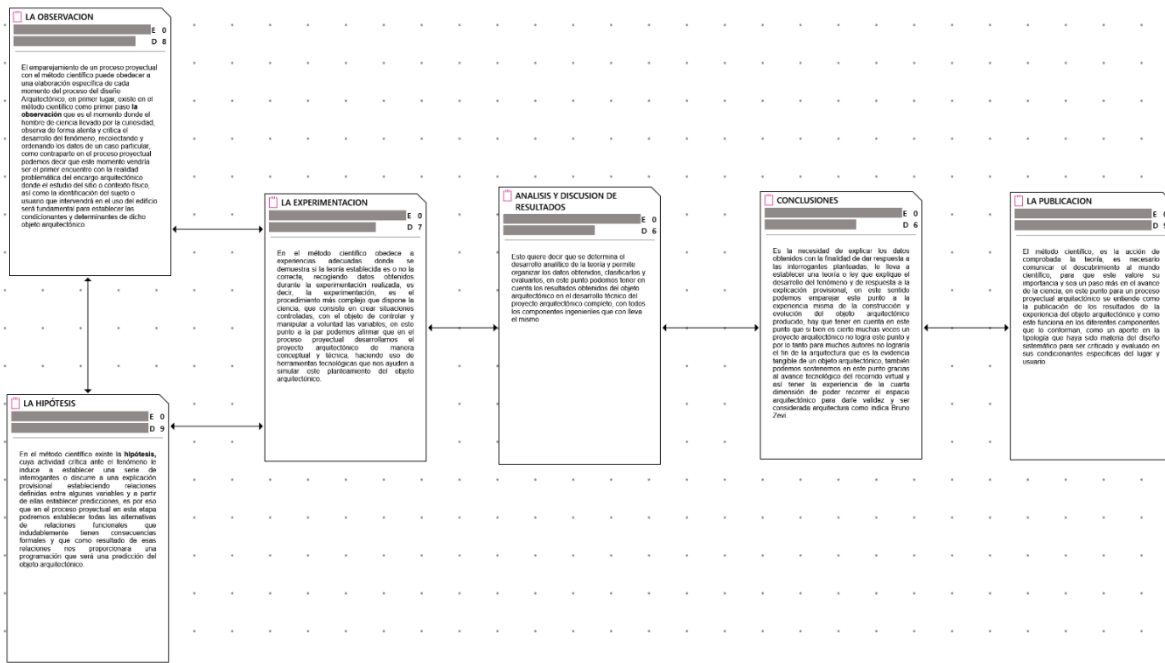 LA OBSERVACION
E 0
D 8
El emparejamiento de un proceso proyectual
con el método científico puede obedecer a
una elaboración específica de cada
momento del proceso del diseño
Arquitectónico, en primer lugar, existe en el
método científico como primer paso la
observación que es el momento donde el
hombre de ciencia llevado por la curiosidad,
observa de forma atenta y crítica el
desarrollo del fenómeno, recolectando y
ordenando los datos de un caso particular,
como contraparte en el proceso proyectual
podemos decir que este momento vendría
ser el primer encuentro con la realidad
problemática del encargo arquitectónico
donde el estudio del sitio o contexto físico,
así como la identificación del sujeto o
usuario que intervendrá en el uso del edificio
será fundamental para establecer las
condicionantes y determinantes de dicho
objeto arquitectónico
LA HIPÓTESIS
E 0
D 9
En el método científico existe la hipótesis,
cuya actividad crítica ante el fenómeno le
induce a establecer una serie de
interrogantes o discurre a una explicación
provisional estableciendo relaciones
definidas entre algunas variables y a partir
de ellas establecer predicciones, es por eso
que en el proceso proyectual en esta etapa
podremos establecer todas las alternativas
de relaciones funcionales que
indudablemente tienes consecuencias
formales y que como resultado de esas
relaciones nos proporcionara una
programación que será una predicción del
objeto arquitectónico.
LA EXPERIMENTACION
E 0
D 7
En el método científico obedece a
experiencias adecuadas donde se
demuestra si la teoría establecida es o no la
correcta, recogiendo datos obtenidos
durante la experimentación realizada, es
decir, la experimentación, es el
procedimiento más complejo que dispone la
ciencia, que consiste en crear situaciones
controladas, con el objeto de controlar y
manipular a voluntad las variables, en este
punto a la par podemos afirmar que en el
proceso proyectual desarrollamos el
proyecto arquitectónico de manera
conceptual y técnica, haciendo uso de
herramientas tecnológicas que nos ayuden a
simular este planteamiento del objeto
arquitectónico.
ANALISIS Y DISCUSION DE
RESULTADOS
E 0
D 6
Esto quiere decir que se determina el
desarrollo analítico de la teoría y permite
organizar los datos obtenidos, clasificarlos y
evaluarlos, en este punto podemos tener en
cuenta los resultados obtenidos del objeto
arquitectónico en el desarrollo técnico del
proyecto arquitectónico completo, con todos
los componentes ingenieriles que con lleva
el mismo
CONCLUSIONES
E 0
D 6
Es la necesidad de explicar los datos
obtenidos con la finalidad de dar respuesta a
las interrogantes planteadas, le lleva a
establecer una teoría o ley que explique el
desarrollo del fenómeno y de respuesta a la
explicación provisional, en este sentido
podemos emparejar este punto a la
experiencia misma de la construcción y
evolución del objeto arquitectónico
producido, hay que tener en cuenta en este
punto que si bien es cierto muchas veces un
proyecto arquitectónico no logra este punto y
por lo tanto para muchos autores no lograría
el fin de la arquitectura que es la evidencia
tangible de un objeto arquitectónico, también
podemos sostenernos en este punto gracias
al avance tecnológico del recorrido virtual y
así tener la experiencia de la cuarta
dimensión de poder recorrer el espacio
arquitectónico para darle validez y ser
considerada arquitectura como indica Bruno
Zevi
LA PUBLICACION
E 0
D 9
El método científico, es la acción de
comprobada la teoría, es necesario
comunicar el descubrimiento al mundo
científico, para que este valore su
importancia y sea un paso más en el avance
de la ciencia, en este punto para un proceso
proyectual arquitectónico se entiende como
la publicación de los resultados de la
experiencia del objeto arquitectónico y como
este funciona en los diferentes componentes
que lo conforman, como un aporte en la
tipología que haya sido materia del diseño
sistemático para ser criticado y evaluado en
sus condicionantes específicas del lugar y
usuario.